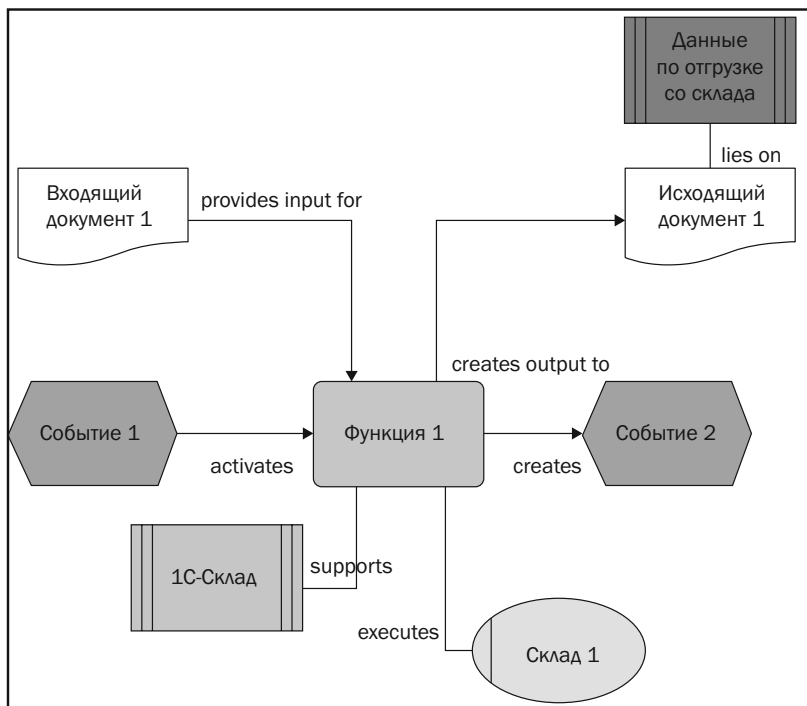 Данные
по отгрузке
со склада
lies on
Входящий
документ 1
provides input for
Исходящий
документ 1
creates output to
Событие 1
activates
Функция 1
creates
Событие 2
1С-Склад
supports
executes
Склад 1